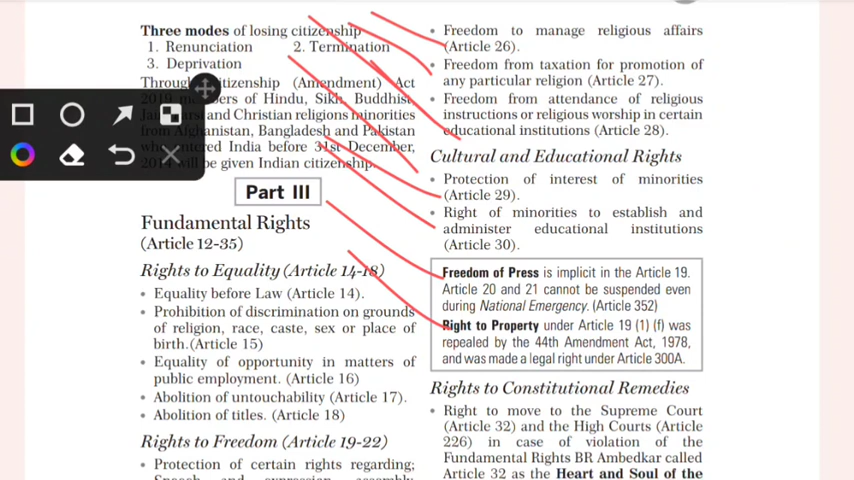 Three modes of losing citizenship
1. Renunciation 2. Termination
3. Deprivation
Through Citizenship (Amendment) Act
2019 members of Hindu, Sikh, Buddhist,
and Christian religions minorities
from Afghanistan, Bangladesh and Pakistan
who entered India before 31st December,
will be given Indian citizenship.
Part III
Fundamental Rights
(Article 12-35)
Rights to Equality (Article 14-18)
• Equality before Law (Article 14).
• Prohibition of discrimination on grounds
of religion, race, caste, sex or place of
birth.(Article 15)
• Equality of opportunity in matters of
public employment. (Article 16)
• Abolition of untouchability (Article 17).
• Abolition of titles. (Article 18)
Rights to Freedom (Article 19-22)
• Protection of certain rights regarding;
Speech and expression, assembly,
• Freedom to manage religious affairs
(Article 26).
• Freedom from taxation for promotion of
any particular religion (Article 27).
• Freedom from attendance of religious
instructions or religious worship in certain
educational institutions (Article 28).
Cultural and Educational Rights
• Protection of interest of minorities
(Article 29).
• Right of minorities to establish and
administer educational institutions
(Article 30).
Freedom of Press is implicit in the Article 19.
Article 20 and 21 cannot be suspended even
during National Emergency. (Article 352)
Right to Property under Article 19 (1) (f) was
repealed by the 44th Amendment Act, 1978,
and was made a legal right under Article 300A.
Rights to Constitutional Remedies
• Right to move to the Supreme Court
(Article 32) and the High Courts (Article
226) in case of violation of the
Fundamental Rights BR Ambedkar called
Article 32 as the Heart and Soul of the